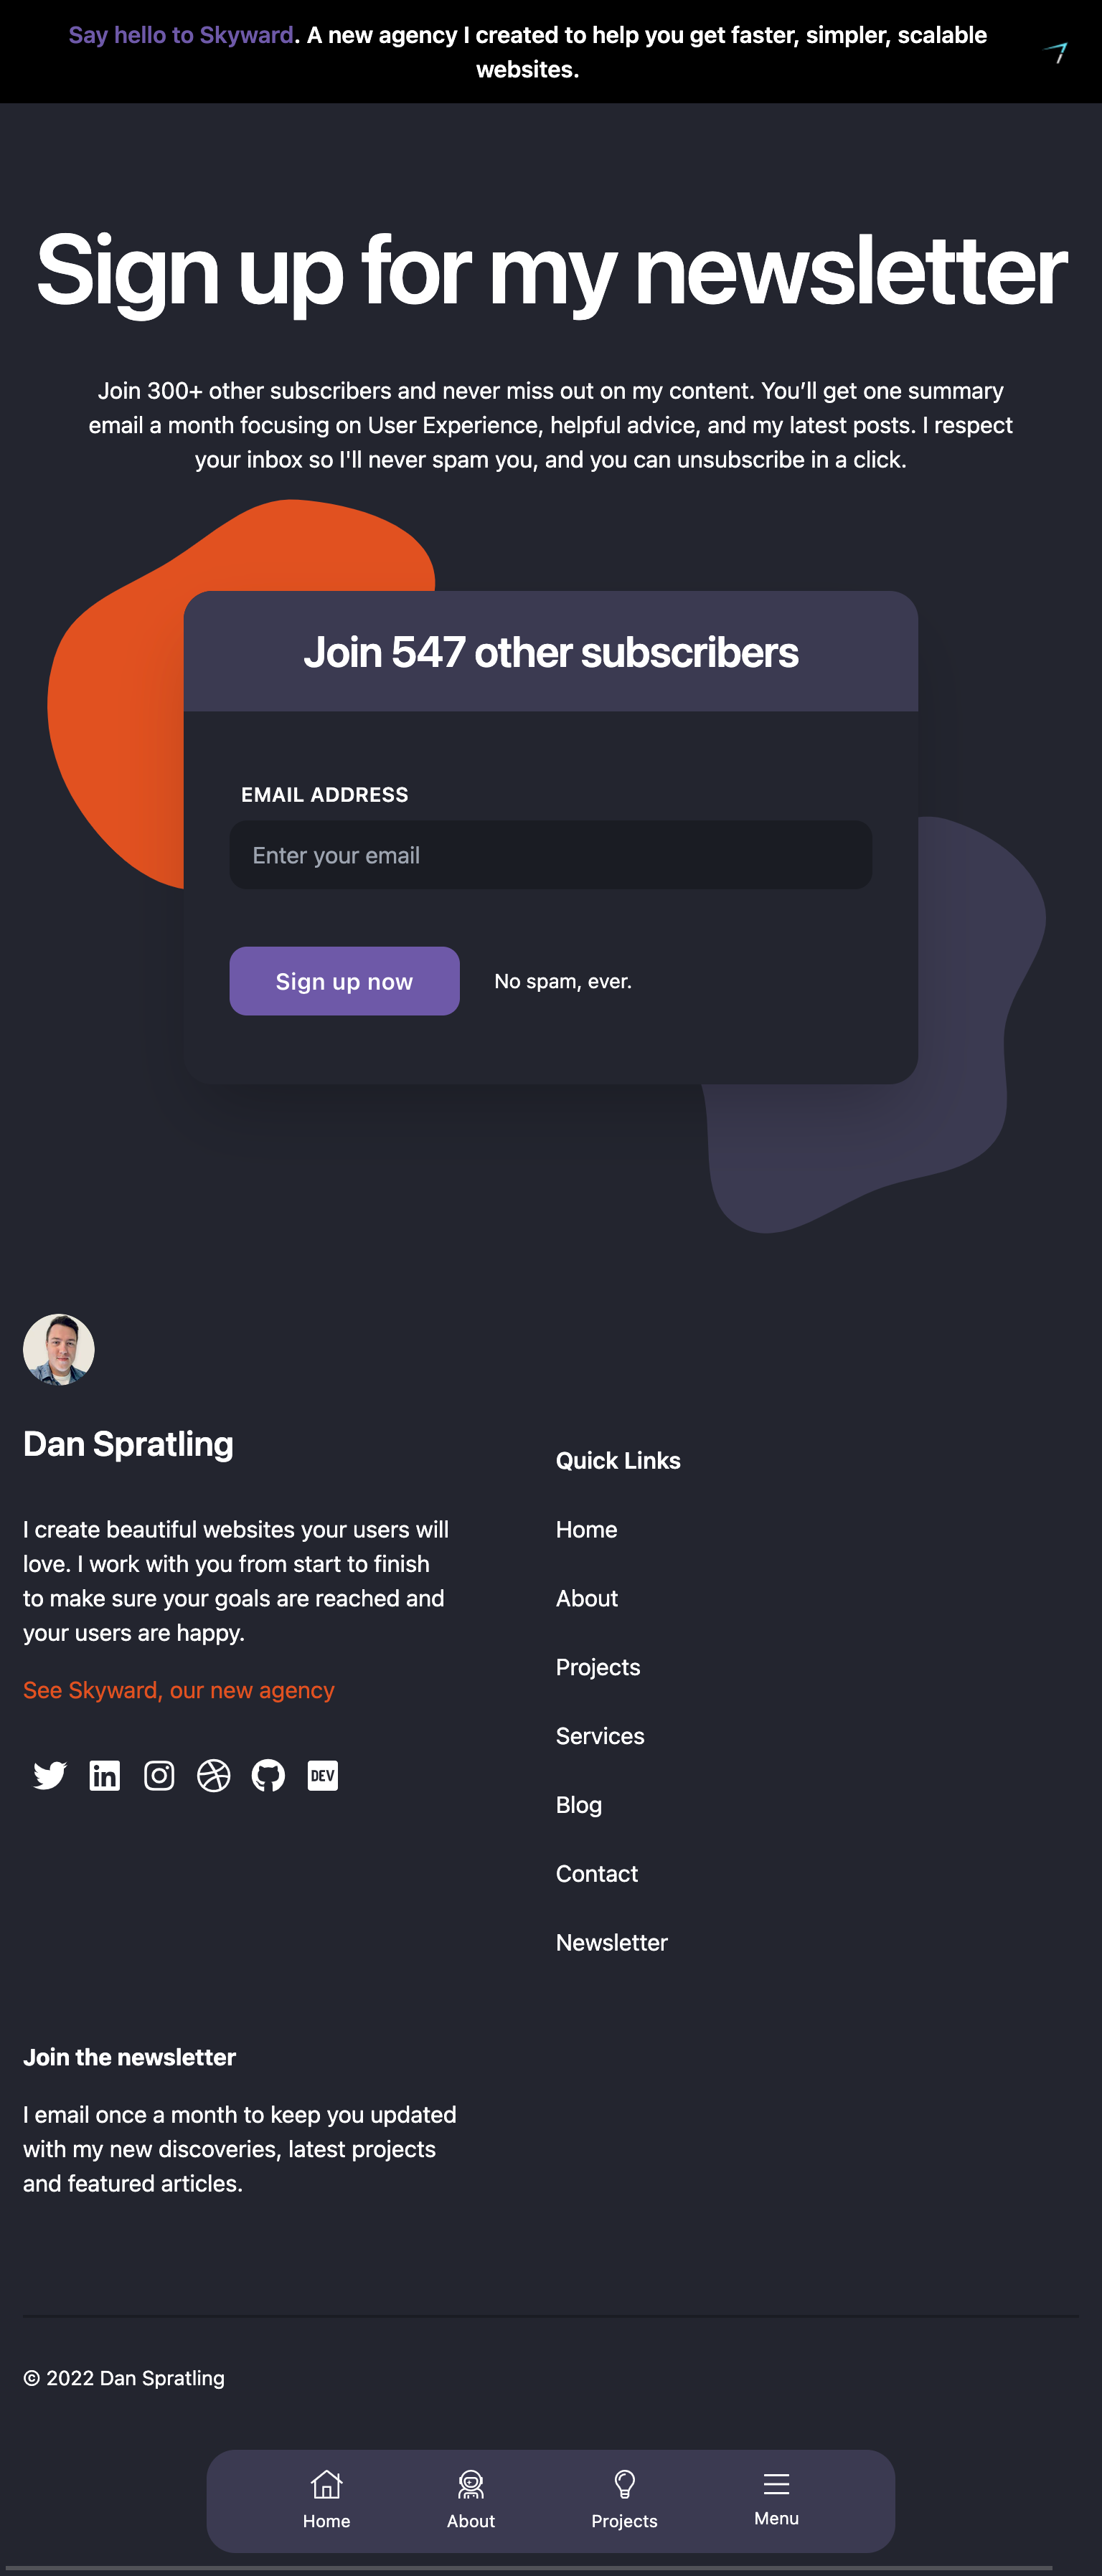 Say hello to Skyward. A new agency I created to help you get faster, simpler, scalable
websites.
Sign up for my newsletter
Join 300+ other subscribers and never miss out on my content. You’ll get one summary
email a month focusing on User Experience, helpful advice, and my latest posts. I respect
your inbox so I'll never spam you, and you can unsubscribe in a click.
Join 547 other subscribers
EMAIL ADDRESS
Enter your email
Sign up now
No spam, ever.
Dan Spratling
I create beautiful websites your users will
love. I work with you from start to finish
to make sure your goals are reached and
your users are happy.
See Skyward, our new agency
DEV
Quick Links
Home
About
Projects
Services
Blog
Contact
Newsletter
Join the newsletter
I email once a month to keep you updated
with my new discoveries, latest projects
and featured articles.
© 2022 Dan Spratling
Home
About
Projects
Menu